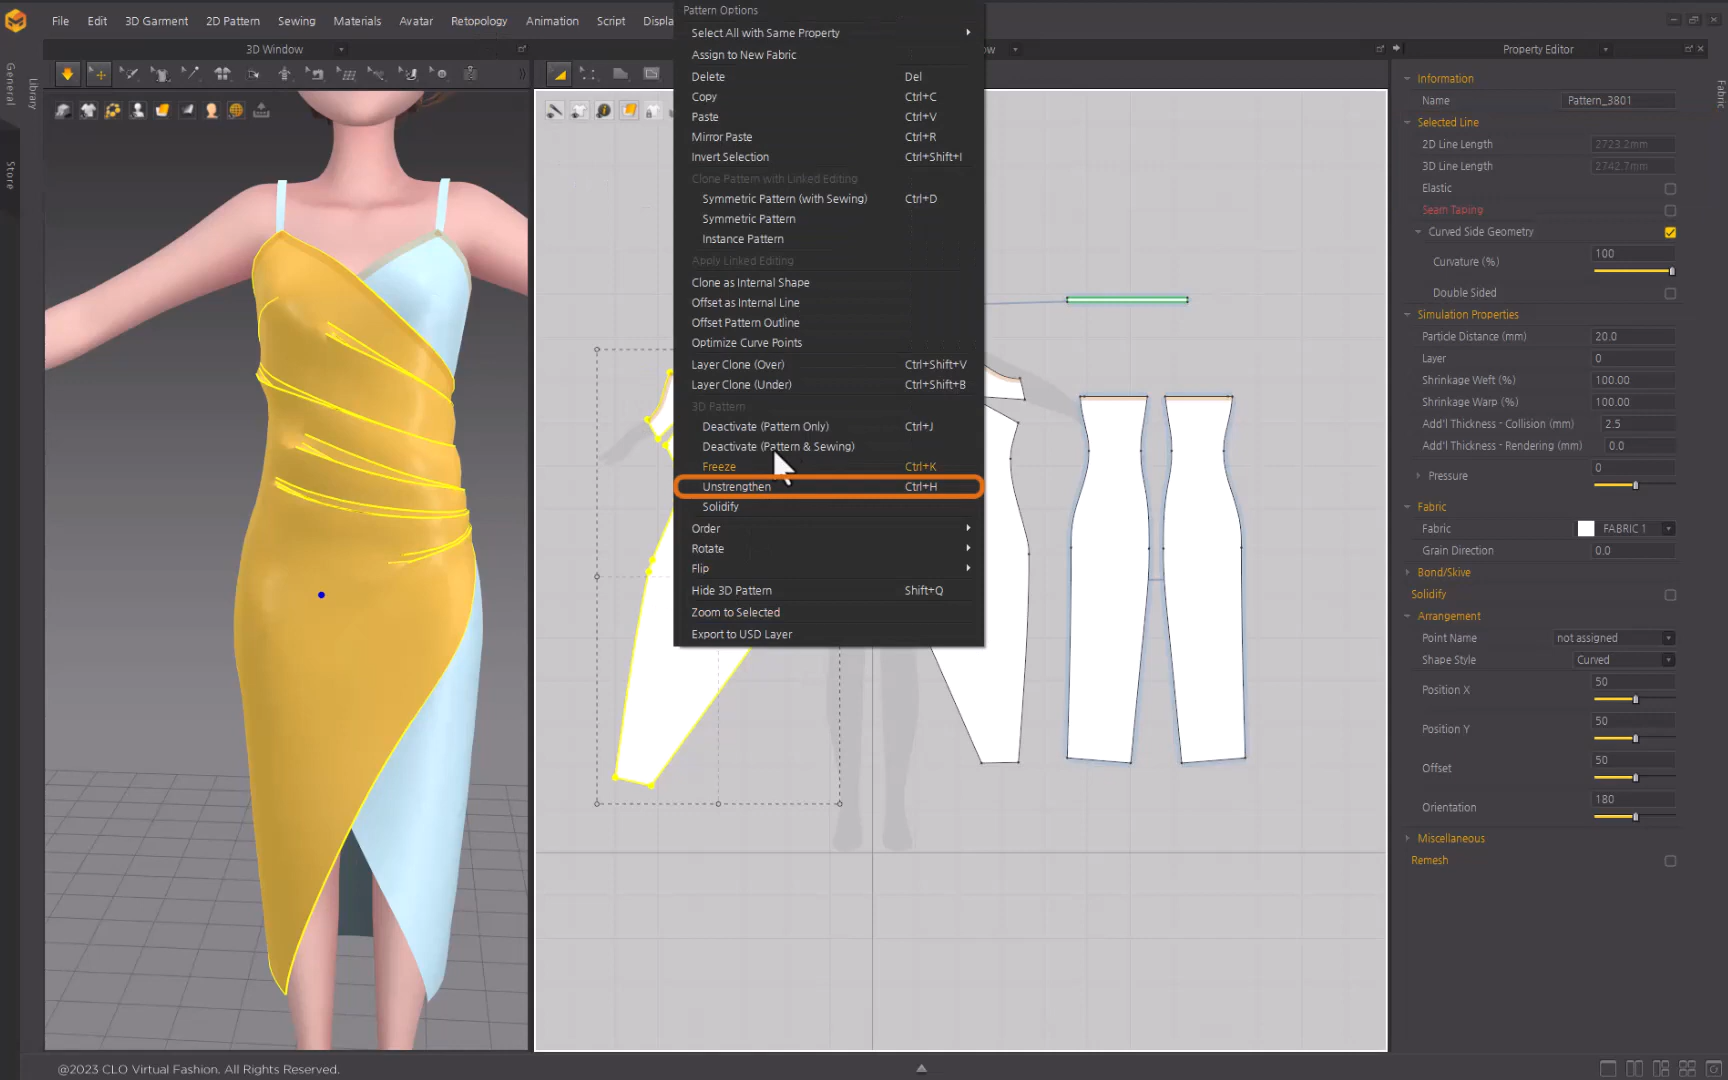 File Edit 3D Garment 2D Pattern Sewing Materials Avatar Retopology Animation Script Displa
3D Window
ow
Property Editor
General
Library
Store
Fabric
Pattern Options
Select All with Same Property
Assign to New Fabric
Delete Del
Copy Ctrl+C
Paste Ctrl+V
Mirror Paste Ctrl+R
Invert Selection Ctrl+Shift+I
Clone Pattern with Linked Editing
Symmetric Pattern (with Sewing) Ctrl+D
Symmetric Pattern
Instance Pattern
Apply Linked Editing
Clone as Internal Shape
Offset as Internal Line
Offset Pattern Outline
Optimize Curve Points
Layer Clone (Over) Ctrl+Shift+V
Layer Clone (Under) Ctrl+Shift+B
3D Pattern
Deactivate (Pattern Only) Ctrl+J
Deactivate (Pattern & Sewing)
Freeze Ctrl+K
Unstrengthen Ctrl+H
Solidify
Order
Rotate
Flip
Hide 3D Pattern Shift+Q
Zoom to Selected
Export to USD Layer
Information
Name Pattern_3801
Selected Line
2D Line Length 2723.2mm
3D Line Length 2742.7mm
Elastic
Seam Taping
Curved Side Geometry
Curvature (%) 100
Double Sided
Simulation Properties
Particle Distance (mm) 20.0
Layer 0
Shrinkage Weft (%) 100.00
Shrinkage Warp (%) 100.00
Add'l Thickness - Collision (mm) 2.5
Add'l Thickness - Rendering (mm) 0.0
Pressure 0
Fabric
Fabric FABRIC 1
Grain Direction 0.0
Bond/Skive
Solidify
Arrangement
Point Name not assigned
Shape Style Curved
Position X 50
Position Y 50
Offset 50
Orientation 180
Miscellaneous
Remesh
@2023 CLO Virtual Fashion. All Rights Reserved.